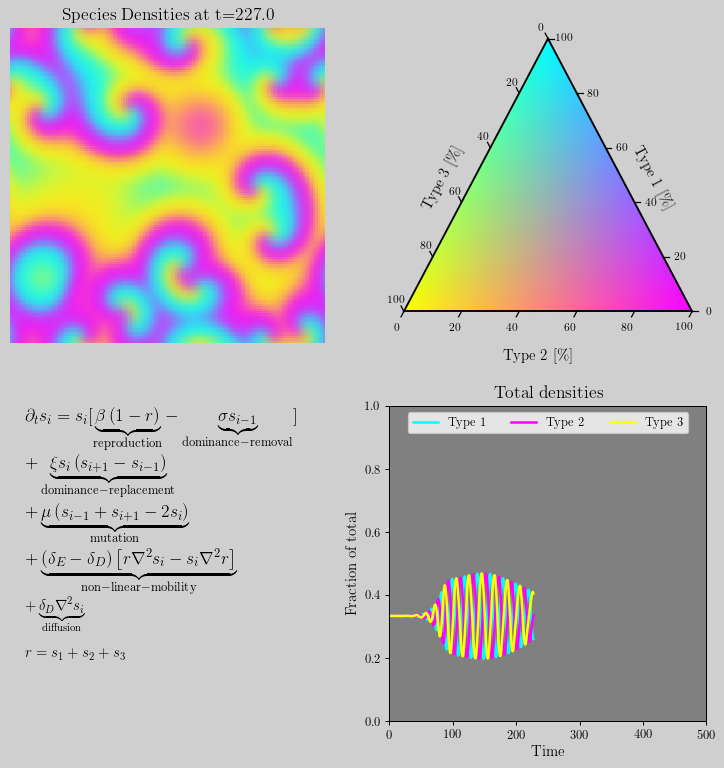 Species Densities at t=227.0
0
100
20
80
40
60
Type 3 [%]
Type 1 [%]
60
40
80
20
100
0
0
20
40
60
80
100
Type 2 [%]
∂ₜsᵢ = sᵢ[β (1 − r) − σsᵢ₋₁ ]
reproduction dominance−removal
+ ξsᵢ (sᵢ₊₁ − sᵢ₋₁)
dominance−replacement
+ μ (sᵢ₋₁ + sᵢ₊₁ − 2sᵢ)
mutation
+ (δ_E − δ_D) [r∇²sᵢ − sᵢ∇²r]
non−linear−mobility
+ δ_D∇²sᵢ
diffusion
r = s₁ + s₂ + s₃
Total densities
Type 1 Type 2 Type 3
1.0
0.8
0.6
0.4
0.2
0.0
Fraction of total
0 100 200 300 400 500
Time